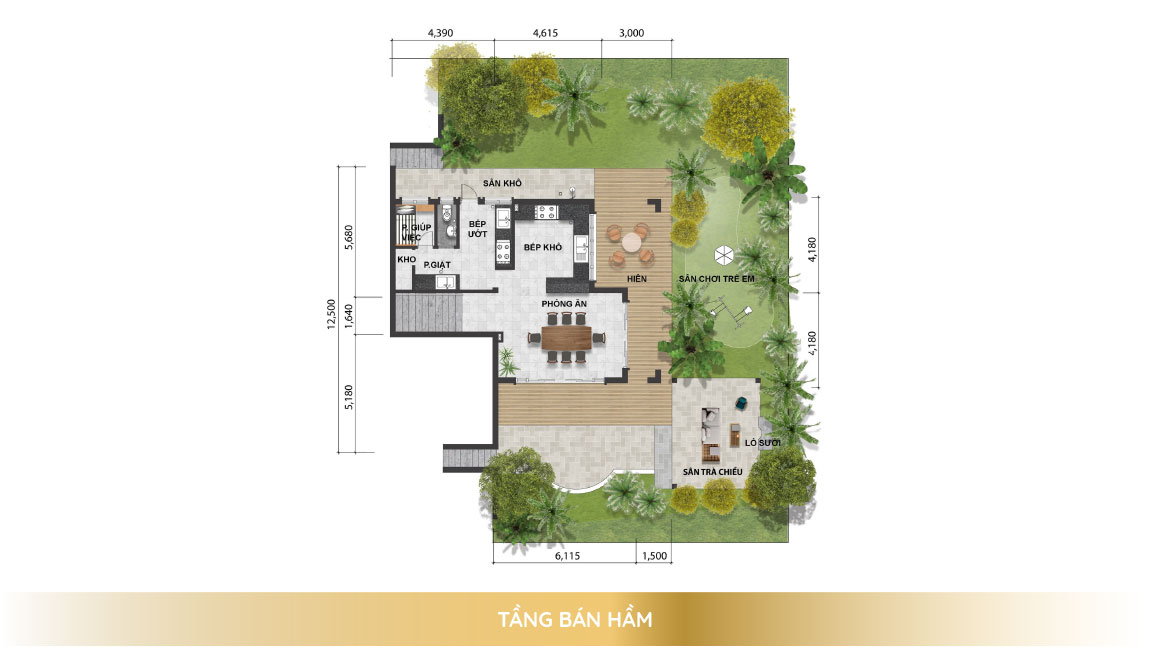 4,390 4,615 3,000
SÂN KHÔ
P. GIÚP
VIỆC
BẾP
ƯỚT
BẾP KHÔ
KHO
P.GIẶT
HIÊN
SÂN CHƠI TRẺ EM
PHÒNG ĂN
5,680
12,500
1,640
5,180
4,180
4,180
LÒ SƯỞI
SÂN TRÀ CHIỀU
6,115 1,500
TẦNG BÁN HẦM